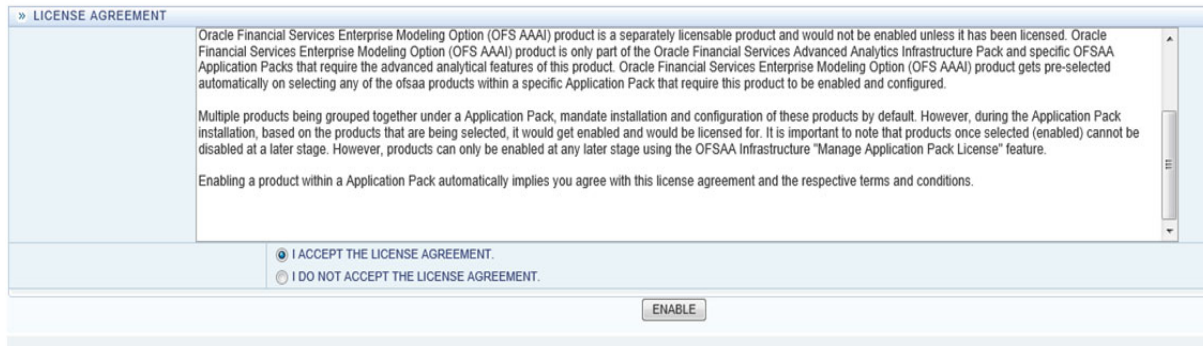 » LICENSE AGREEMENT
Oracle Financial Services Enterprise Modeling Option (OFS AAAI) product is a separately licensable product and would not be enabled unless it has been licensed. Oracle
Financial Services Enterprise Modeling Option (OFS AAAI) product is only part of the Oracle Financial Services Advanced Analytics Infrastructure Pack and specific OFSAA
Application Packs that require the advanced analytical features of this product. Oracle Financial Services Enterprise Modeling Option (OFS AAAI) product gets pre-selected
automatically on selecting any of the ofsaa products within a specific Application Pack that require this product to be enabled and configured.
Multiple products being grouped together under a Application Pack, mandate installation and configuration of these products by default. However, during the Application Pack
installation, based on the products that are being selected, it would get enabled and would be licensed for. It is important to note that products once selected (enabled) cannot be
disabled at a later stage. However, products can only be enabled at any later stage using the OFSAA Infrastructure "Manage Application Pack License" feature.
Enabling a product within a Application Pack automatically implies you agree with this license agreement and the respective terms and conditions.
I ACCEPT THE LICENSE AGREEMENT.
I DO NOT ACCEPT THE LICENSE AGREEMENT.
ENABLE